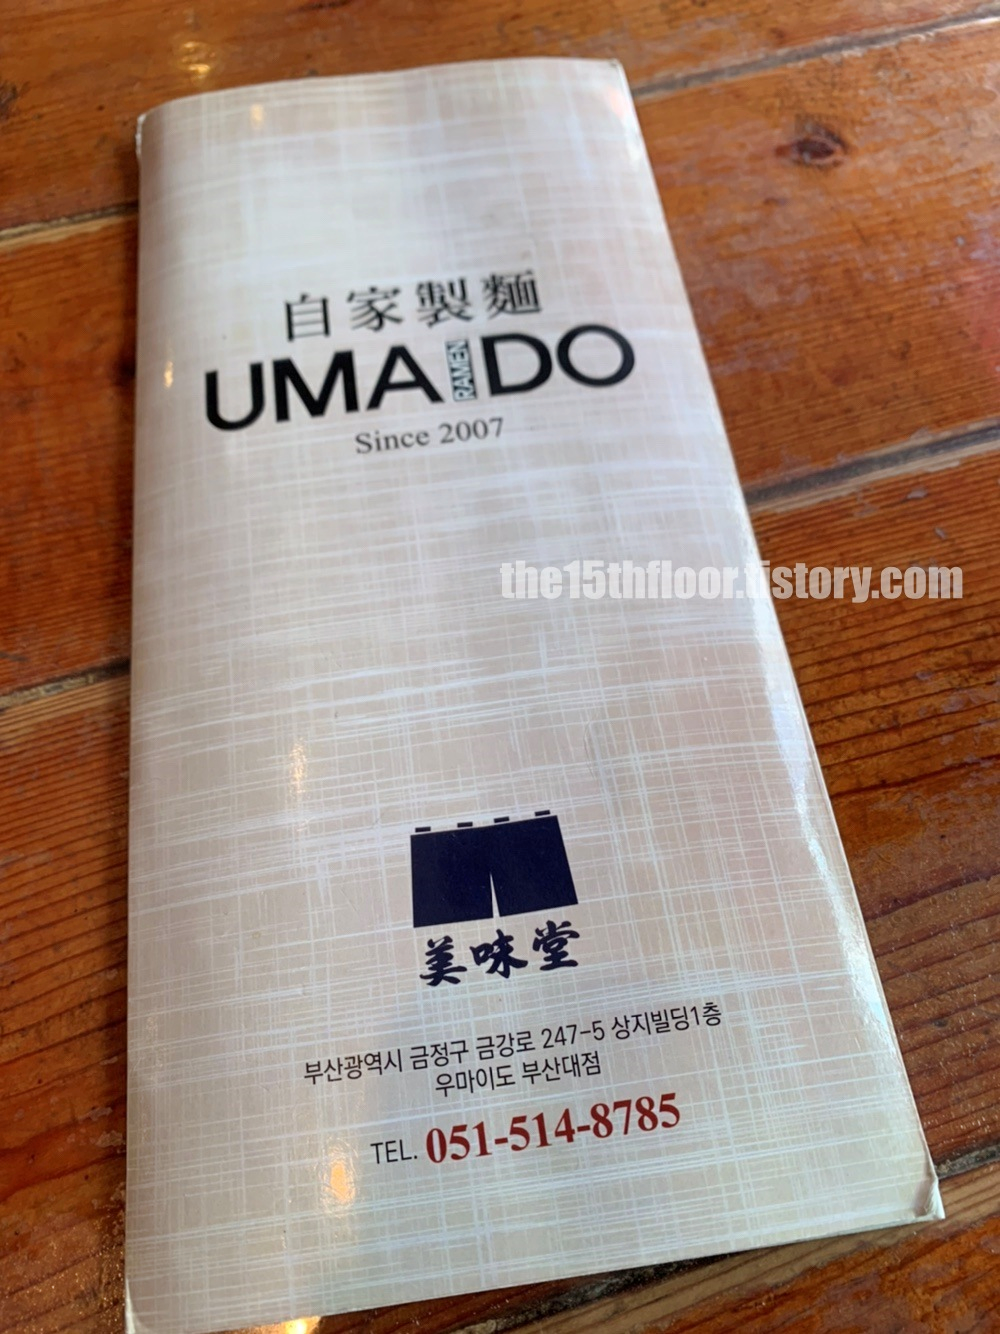 自家製麵
UMAIDO
RAMEN
Since 2007
the15thfloor.tistory.com
美味堂
부산광역시 금정구 금강로 247-5 상지빌딩1층
우마이도 부산대점
TEL. 051-514-8785